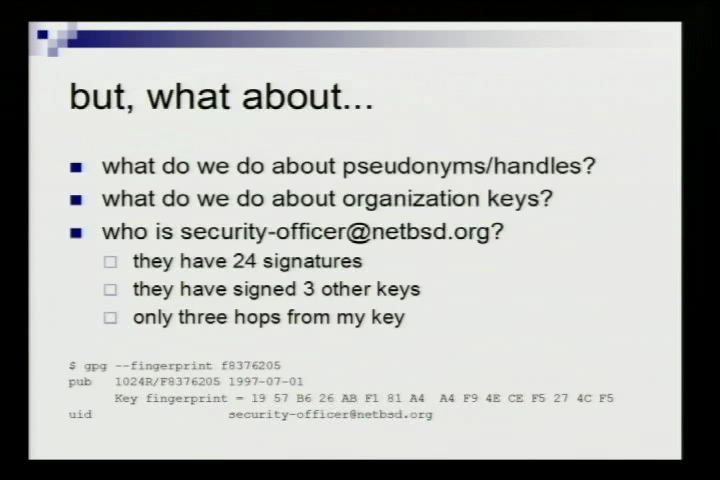 but, what about...
what do we do about pseudonyms/handles?
what do we do about organization keys?
who is security-officer@netbsd.org?
they have 24 signatures
they have signed 3 other keys
only three hops from my key
$ gpg --fingerprint f8376205
pub 1024R/F8376205 1997-07-01
Key fingerprint = 19 57 B6 26 AB F1 81 A4 A4 F9 4E CE F5 27 4C F5
uid security-officer@netbsd.org